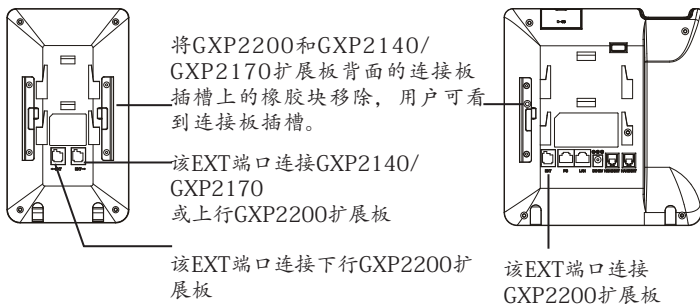 将GXP2200和GXP2140/
GXP2170扩展板背面的连接板
插槽上的橡胶块移除，用户可看
到连接板插槽。
该EXT端口连接GXP2140/
GXP2170
或上行GXP2200扩展板
该EXT端口连接下行GXP2200扩
展板
EXT PC LAN
该EXT端口连接
GXP2200扩展板